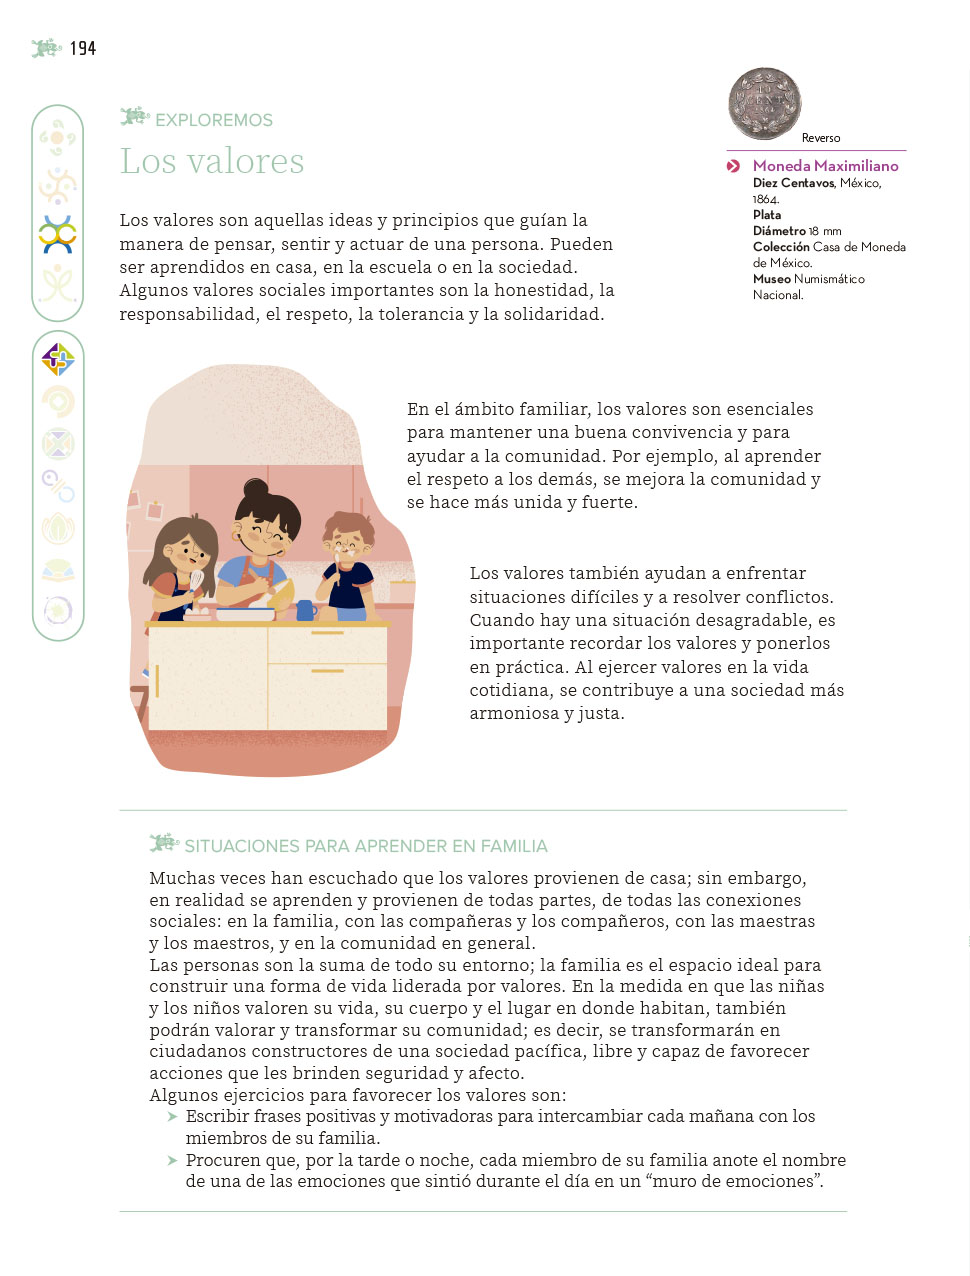 194
EXPLOREMOS
Los valores
Los valores son aquellas ideas y principios que guían la
manera de pensar, sentir y actuar de una persona. Pueden
ser aprendidos en casa, en la escuela o en la sociedad.
Algunos valores sociales importantes son la honestidad, la
responsabilidad, el respeto, la tolerancia y la solidaridad.
10
CENT.
1864
Reverso
Moneda Maximiliano
Diez Centavos, México,
1864.
Plata
Diámetro 18 mm
Colección Casa de Moneda
de México.
Museo Numismático
Nacional.
En el ámbito familiar, los valores son esenciales
para mantener una buena convivencia y para
ayudar a la comunidad. Por ejemplo, al aprender
el respeto a los demás, se mejora la comunidad y
se hace más unida y fuerte.
Los valores también ayudan a enfrentar
situaciones difíciles y a resolver conflictos.
Cuando hay una situación desagradable, es
importante recordar los valores y ponerlos
en práctica. Al ejercer valores en la vida
cotidiana, se contribuye a una sociedad más
armoniosa y justa.
SITUACIONES PARA APRENDER EN FAMILIA
Muchas veces han escuchado que los valores provienen de casa; sin embargo,
en realidad se aprenden y provienen de todas partes, de todas las conexiones
sociales: en la familia, con las compañeras y los compañeros, con las maestras
y los maestros, y en la comunidad en general.
Las personas son la suma de todo su entorno; la familia es el espacio ideal para
construir una forma de vida liderada por valores. En la medida en que las niñas
y los niños valoren su vida, su cuerpo y el lugar en donde habitan, también
podrán valorar y transformar su comunidad; es decir, se transformarán en
ciudadanos constructores de una sociedad pacífica, libre y capaz de favorecer
acciones que les brinden seguridad y afecto.
Algunos ejercicios para favorecer los valores son:
➤ Escribir frases positivas y motivadoras para intercambiar cada mañana con los
miembros de su familia.
➤ Procuren que, por la tarde o noche, cada miembro de su familia anote el nombre
de una de las emociones que sintió durante el día en un “muro de emociones”.